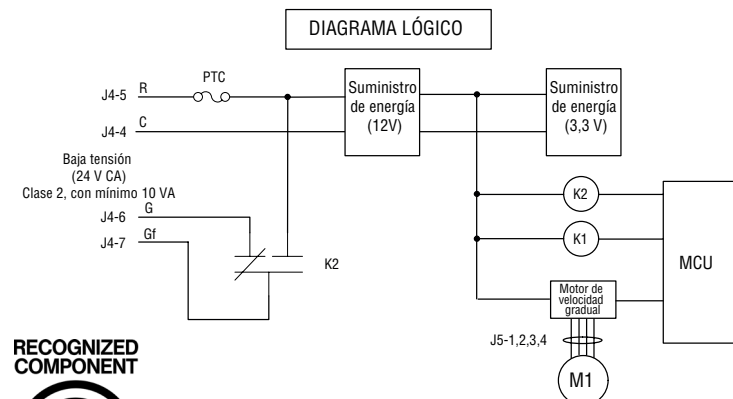 DIAGRAMA LÓGICO
J4-5
R
PTC
J4-4
C
Suministro
de energía
(12V)
Suministro
de energía
(3,3 V)
Baja tensión
(24 V CA)
Clase 2, con mínimo 10 VA
J4-6
G
J4-7
Gf
K2
K2
K1
MCU
Motor de
velocidad
gradual
J5-1,2,3,4
M1
RECOGNIZED
COMPONENT